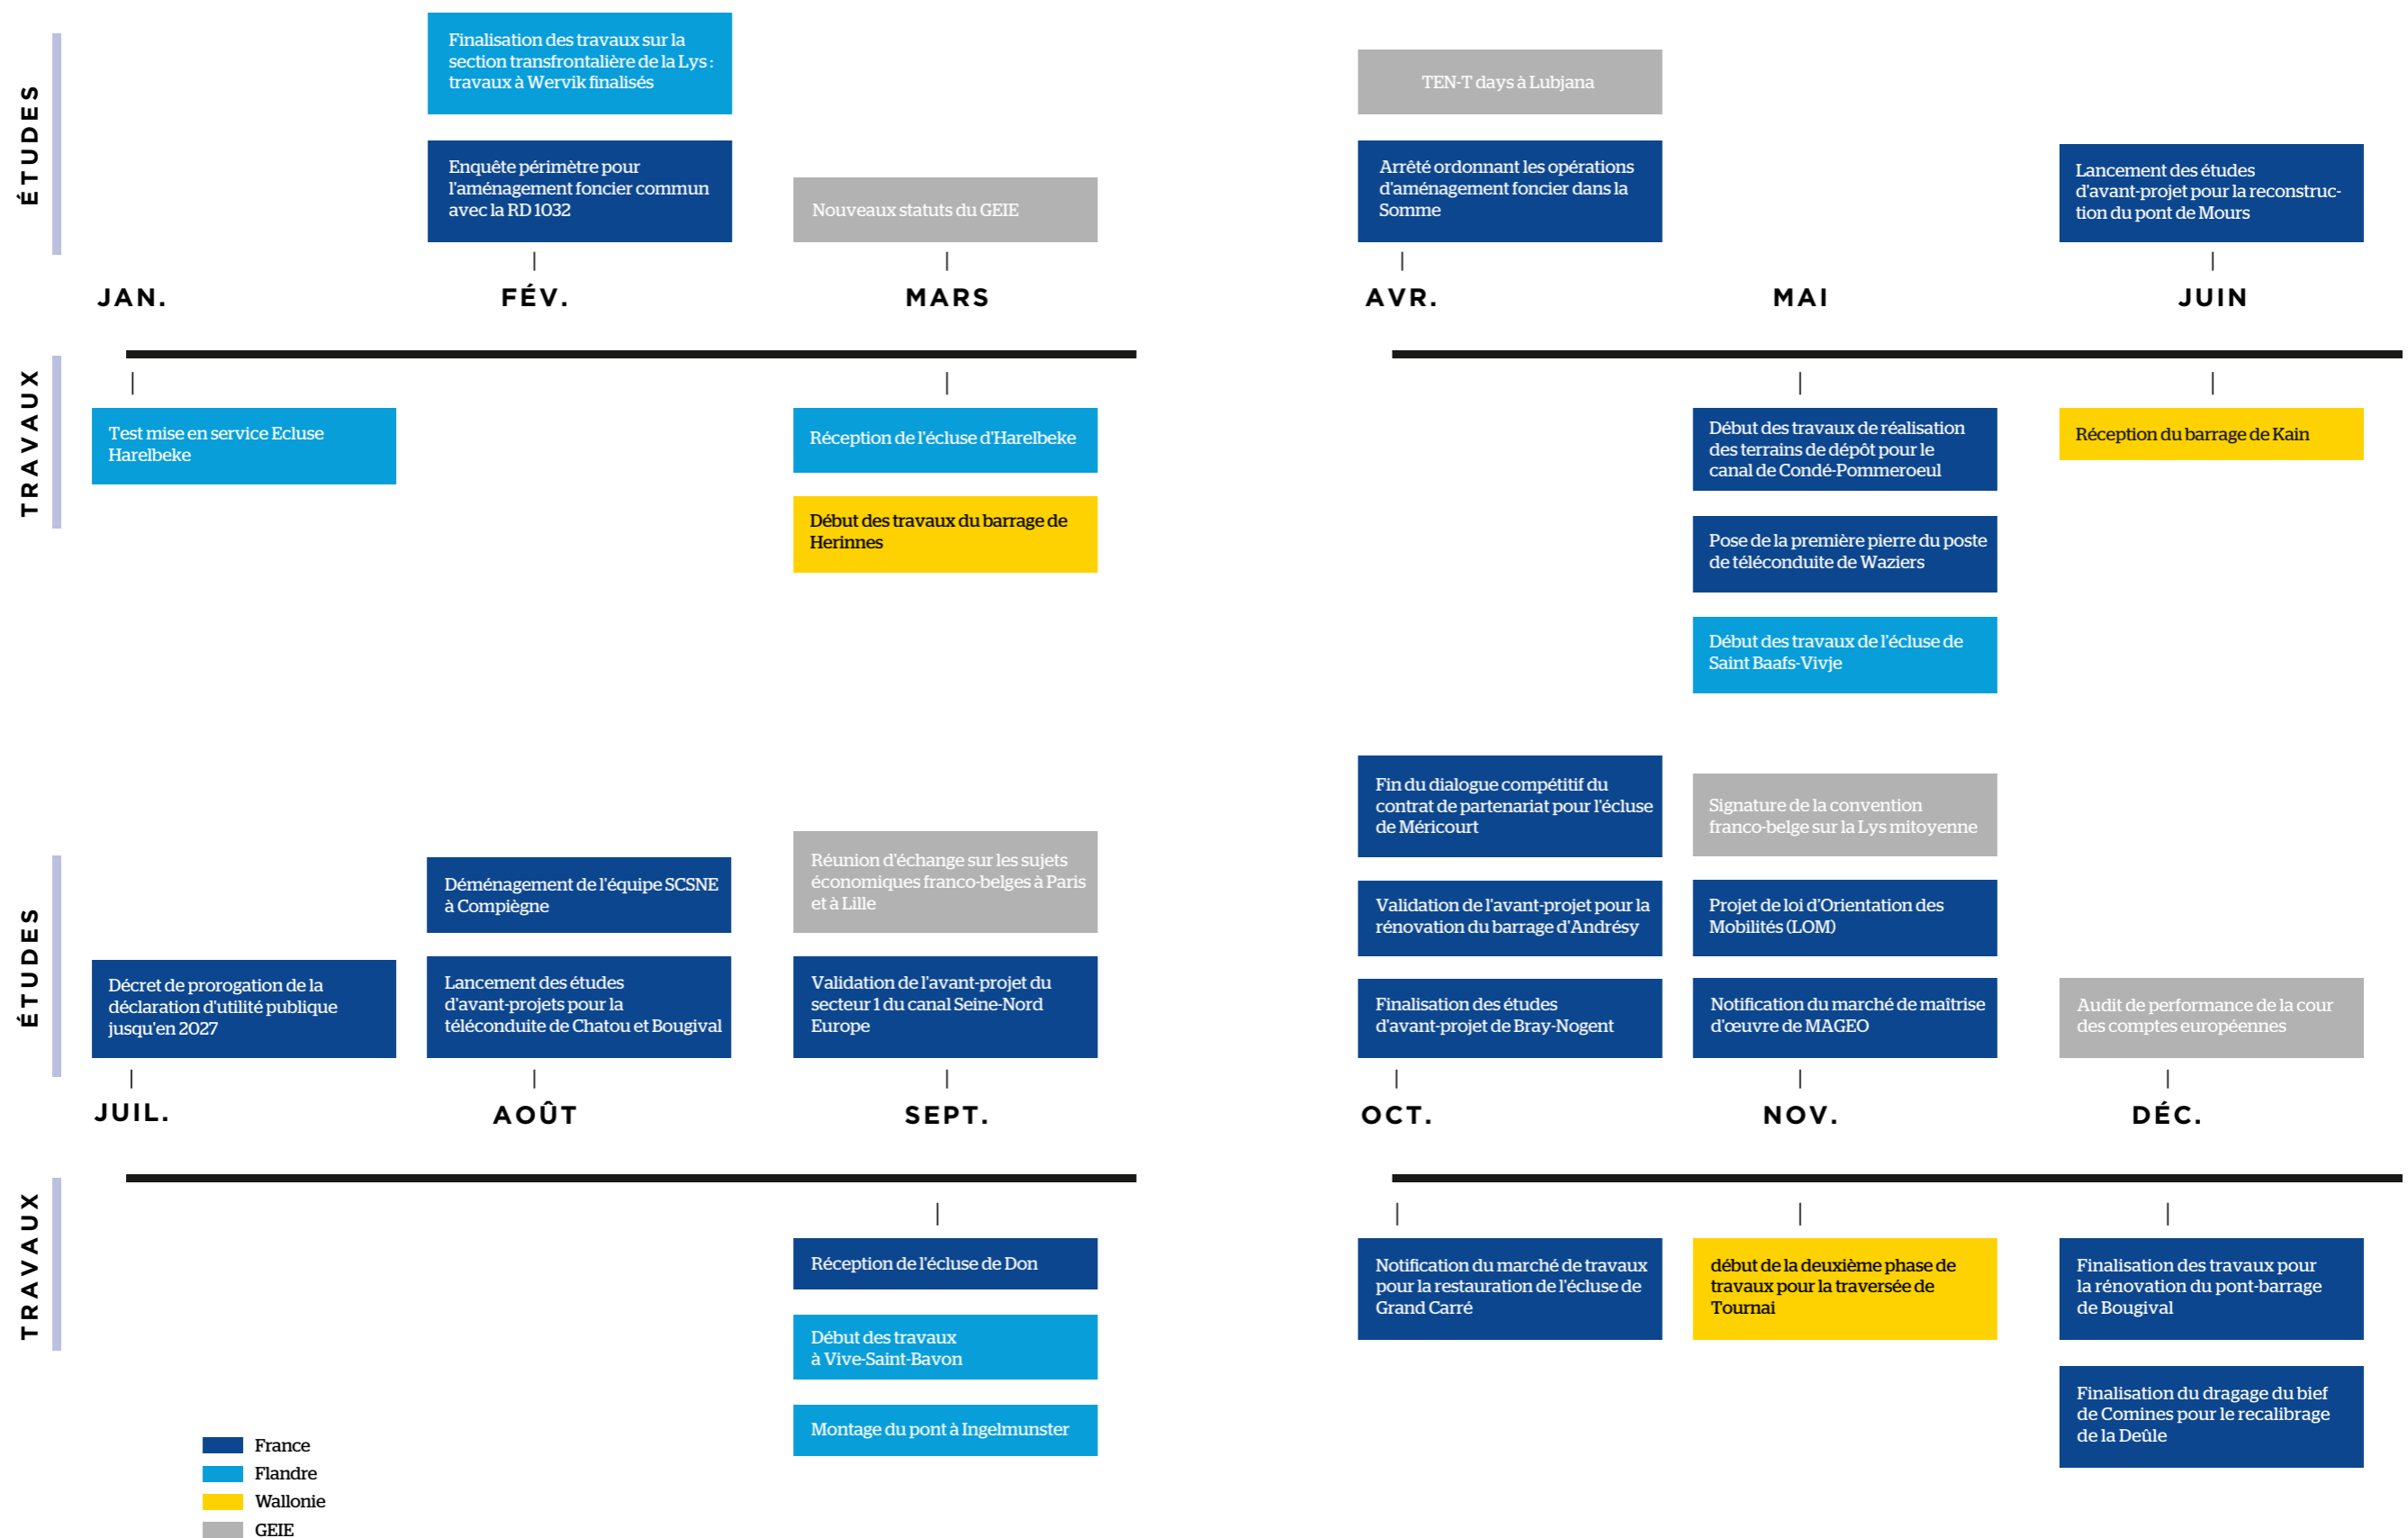 ÉTUDES
Finalisation des travaux sur la
section transfrontalière de la Lys :
travaux à Wervik finalisés
Enquête périmètre pour
l'aménagement foncier commun
avec la RD 1032
Nouveaux statuts du GEIE
TEN-T days à Lubjana
Arrêté ordonnant les opérations
d'aménagement foncier dans la
Somme
Lancement des études
d'avant-projet pour la reconstruc-
tion du pont de Mours
JAN.
FÉV.
MARS
AVR.
MAI
JUIN
TRAVAUX
Test mise en service Ecluse
Harelbeke
Réception de l'écluse d'Harelbeke
Début des travaux du barrage de
Herinnes
Début des travaux de réalisation
des terrains de dépôt pour le
canal de Condé-Pommeroeul
Pose de la première pierre du poste
de téléconduite de Waziers
Début des travaux de l'écluse de
Saint Baafs-Vivje
Réception du barrage de Kain
ÉTUDES
Décret de prorogation de la
déclaration d'utilité publique
jusqu'en 2027
Déménagement de l'équipe SCSNE
à Compiègne
Lancement des études
d'avant-projets pour la
téléconduite de Chatou et Bougival
Réunion d'échange sur les sujets
économiques franco-belges à Paris
et à Lille
Validation de l'avant-projet du
secteur 1 du canal Seine-Nord
Europe
Fin du dialogue compétitif du
contrat de partenariat pour l'écluse
de Méricourt
Validation de l'avant-projet pour la
rénovation du barrage d'Andrésy
Finalisation des études
d'avant-projet de Bray-Nogent
Signature de la convention
franco-belge sur la Lys mitoyenne
Projet de loi d'Orientation des
Mobilités (LOM)
Notification du marché de maîtrise
d'œuvre de MAGEO
Audit de performance de la cour
des comptes européennes
JUIL.
AOÛT
SEPT.
OCT.
NOV.
DÉC.
TRAVAUX
Réception de l'écluse de Don
Début des travaux
à Vive-Saint-Bavon
Montage du pont à Ingelmunster
Notification du marché de travaux
pour la restauration de l'écluse de
Grand Carré
début de la deuxième phase de
travaux pour la traversée de
Tournai
Finalisation des travaux pour
la rénovation du pont-barrage
de Bougival
Finalisation du dragage du bief
de Comines pour le recalibrage
de la Deûle
France
Flandre
Wallonie
GEIE